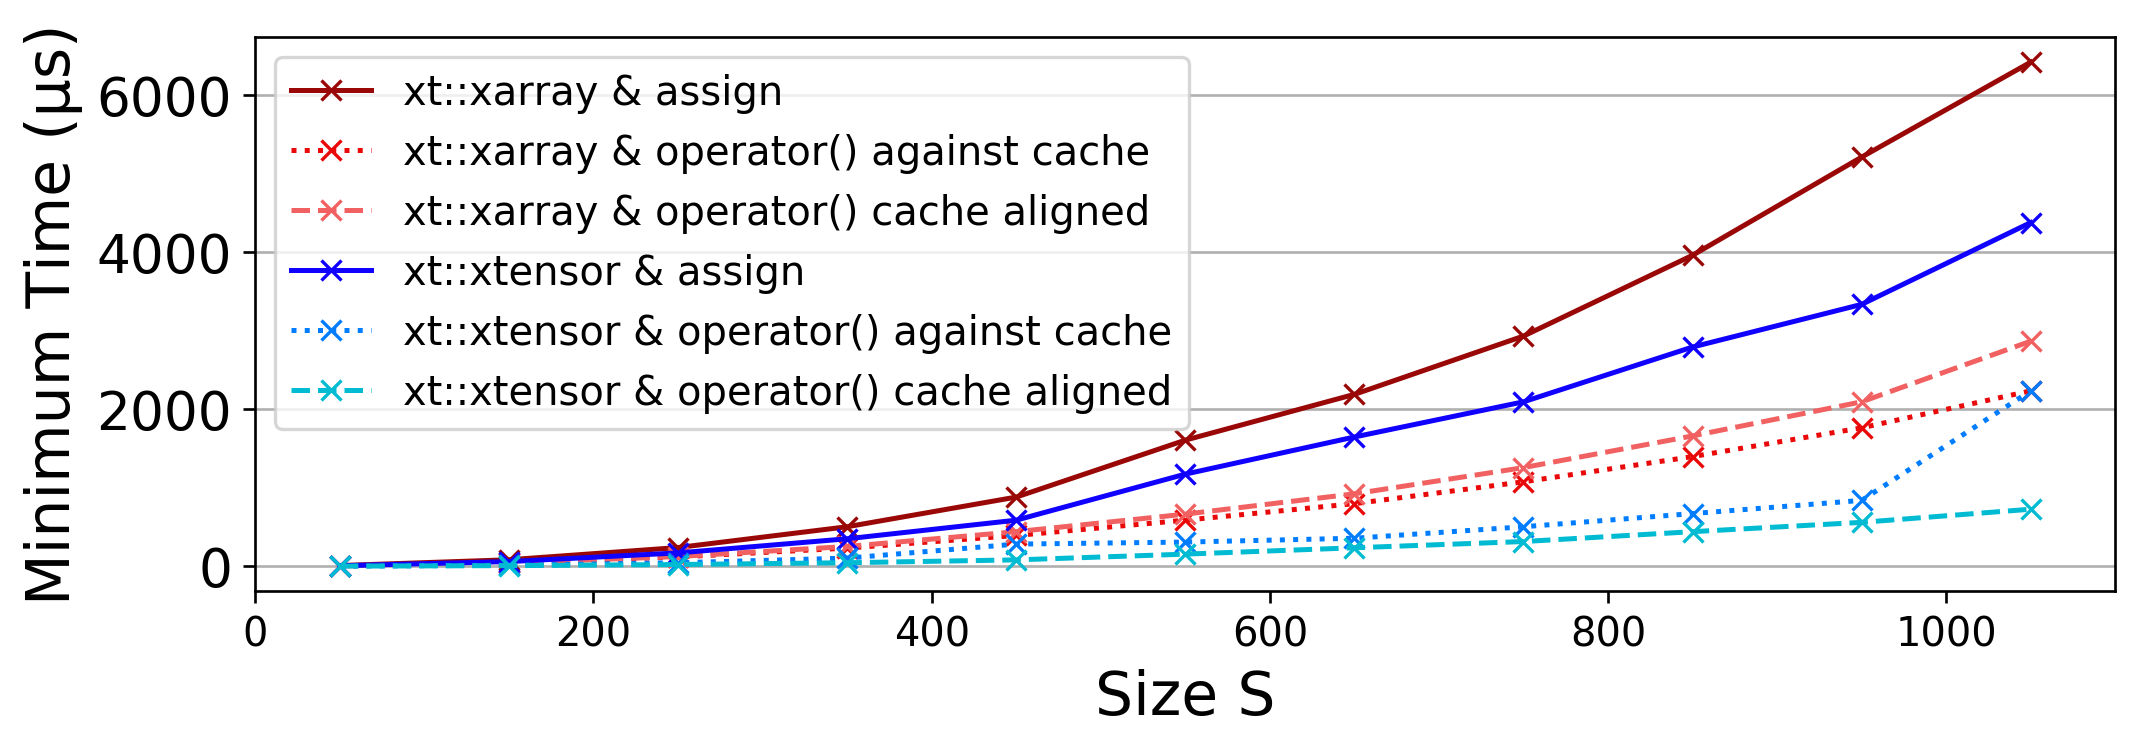 Minimum Time (µs)
6000
4000
2000
0
xt::xarray & assign
xt::xarray & operator() against cache
xt::xarray & operator() cache aligned
xt::xtensor & assign
xt::xtensor & operator() against cache
xt::xtensor & operator() cache aligned
0 200 400 600 800 1000
Size S